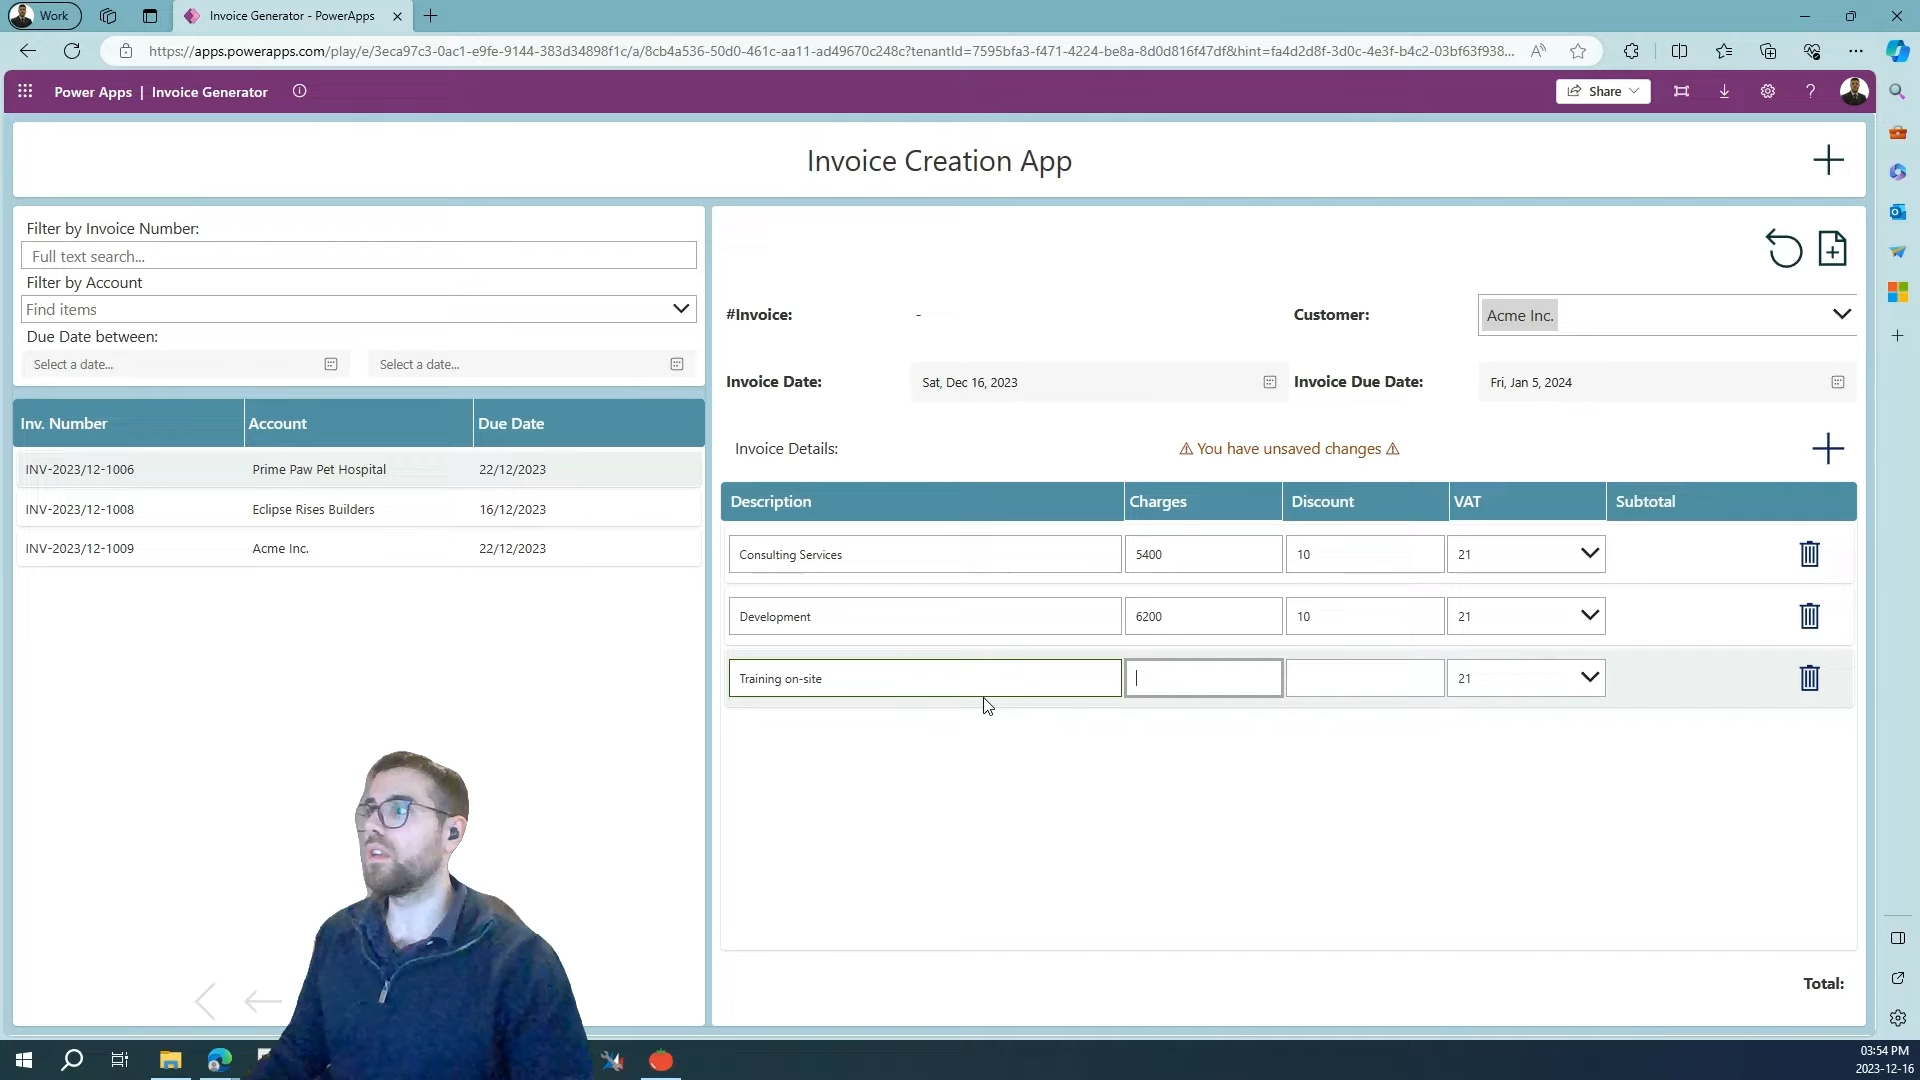 Work
Invoice Generator - PowerApps
https://apps.powerapps.com/play/e/3eca97c3-0ac1-e9fe-9144-383d34898f1c/a/8cb4a536-50d0-461c-aa11-ad49670c248c?tenantId=7595bfa3-f471-4224-be8a-8d0d816f47df&hint=fa4d2d8f-3d0c-4e3f-b4c2-03bf63f938...
Power Apps | Invoice Generator
Share
Invoice Creation App
Filter by Invoice Number:
Full text search...
Filter by Account
Find items
Due Date between:
Select a date... Select a date...
Inv. Number Account Due Date
INV-2023/12-1006 Prime Paw Pet Hospital 22/12/2023
INV-2023/12-1008 Eclipse Rises Builders 16/12/2023
INV-2023/12-1009 Acme Inc. 22/12/2023
#Invoice: - Customer: Acme Inc.
Invoice Date: Sat, Dec 16, 2023 Invoice Due Date: Fri, Jan 5, 2024
Invoice Details: ⚠ You have unsaved changes ⚠
Description Charges Discount VAT Subtotal
Consulting Services 5400 10 21
Development 6200 10 21
Training on-site 21
Total:
03:54 PM
2023-12-16